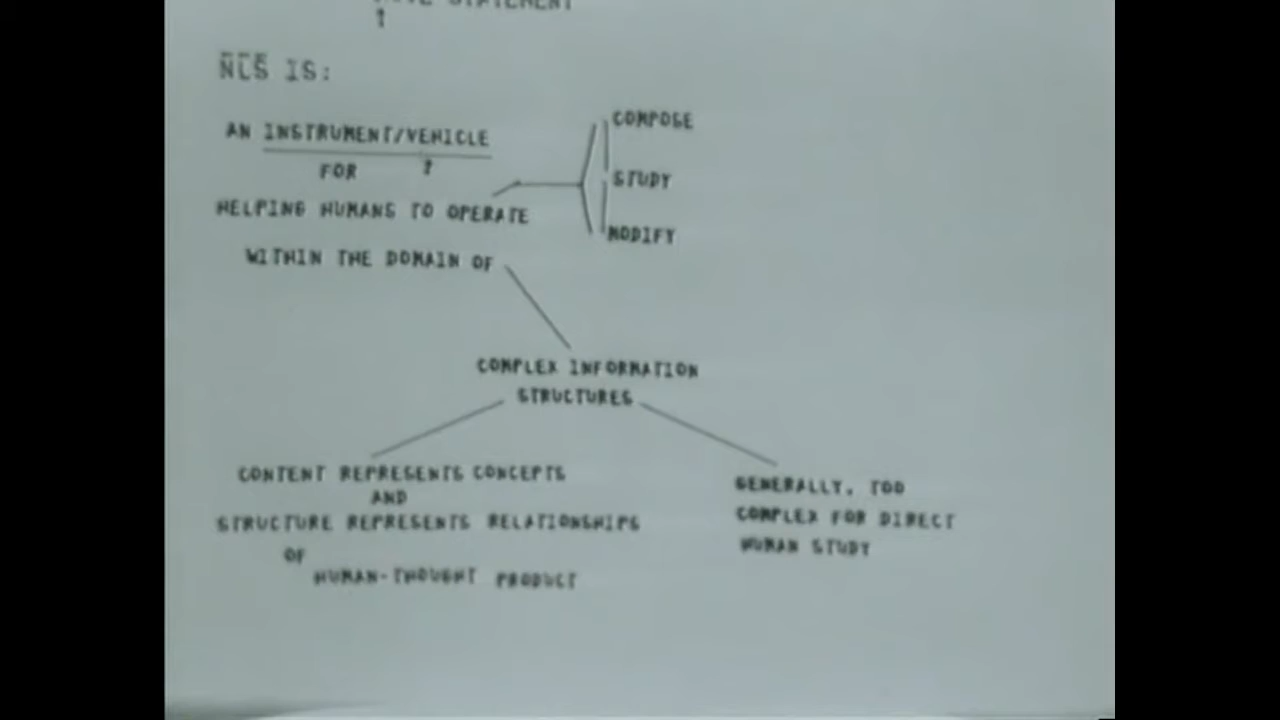 STATEMENT
NLS IS:
AN INSTRUMENT/VEHICLE
FOR
HELPING HUMANS TO OPERATE
COMPOSE
STUDY
MODIFY
WITHIN THE DOMAIN OF
COMPLEX INFORMATION
STRUCTURES
CONTENT REPRESENTS CONCEPTS
AND
STRUCTURE REPRESENTS RELATIONSHIPS
OF
HUMAN-THOUGHT PRODUCT
GENERALLY, TOO
COMPLEX FOR DIRECT
HUMAN STUDY